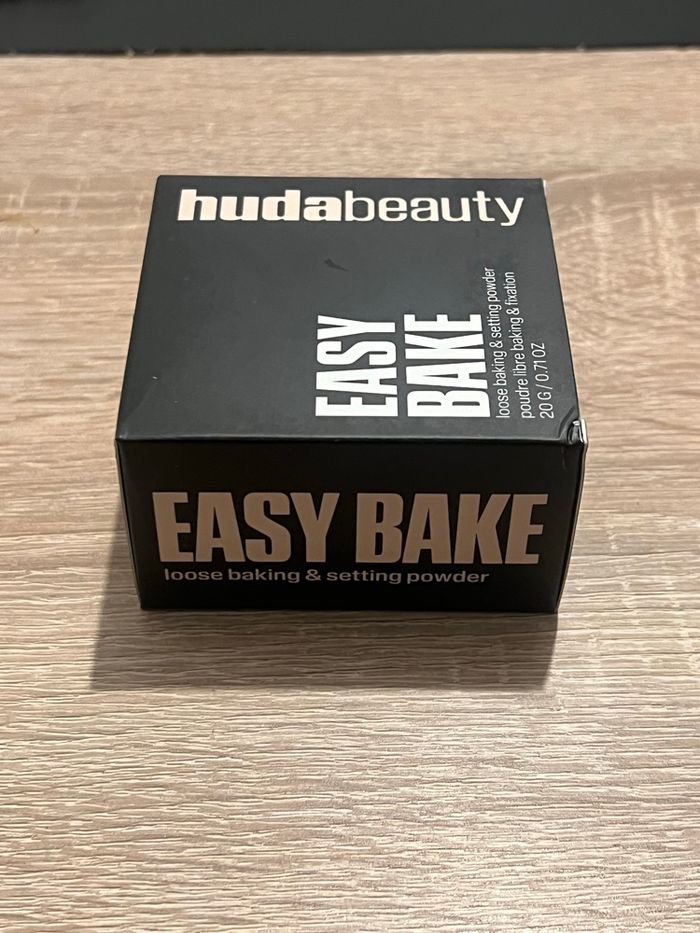 hudabeauty
EASY
BAKE
loose baking & setting powder
poudre libre baking & fixation
20 G / 0.71 OZ
EASY BAKE
loose baking & setting powder